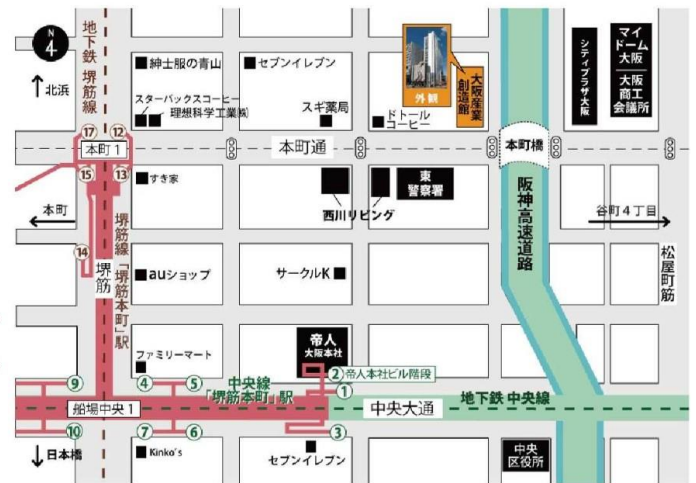 N
4
北浜
地下鉄 堺筋線
紳士服の青山
セブンイレブン
外観
大阪産業
創造館
シティプラザ大阪
マイ
ドーム
大阪
大阪
商工
会議所
スターバックスコーヒー
理想科学工業㈱
スギ薬局
ドトール
コーヒー
17
12
本町1
本町通
本町橋
15
13
すき家
西川リビング
東
警察署
阪神高速道路
谷町4丁目
本町
14
堺筋
堺筋線「堺筋本町」駅
auショップ
サークルK
松屋町筋
ファミリーマート
帝人
大阪本社
2
帝人本社ビル階段
1
9
4
5
中央線
「堺筋本町」駅
船場中央1
中央大通
地下鉄 中央線
10
7
6
3
日本橋
Kinko's
セブンイレブン
中央
区役所